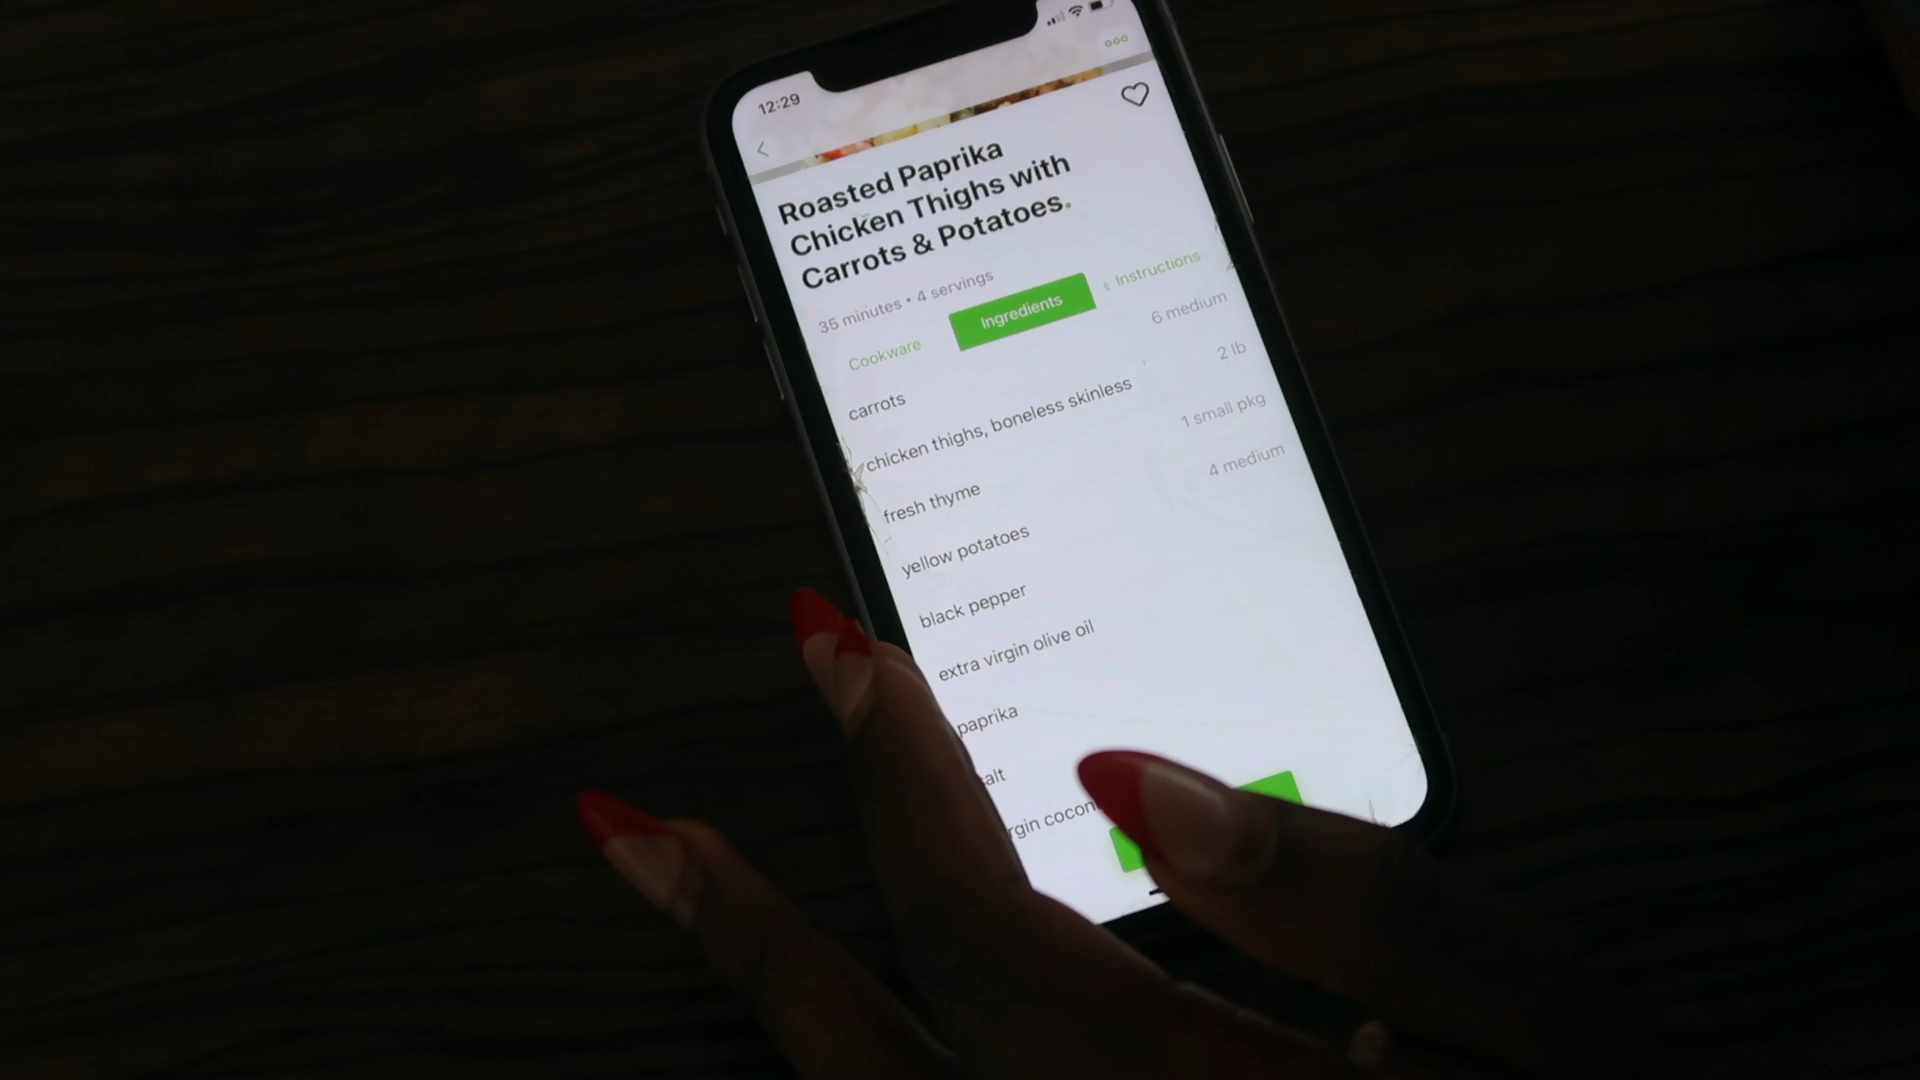 12:29
Roasted Paprika
Chicken Thighs with
Carrots & Potatoes.
35 minutes • 4 servings
Cookware
Ingredients
Instructions
carrots 6 medium
chicken thighs, boneless skinless 2 lb
fresh thyme 1 small pkg
yellow potatoes 4 medium
black pepper
extra virgin olive oil
paprika